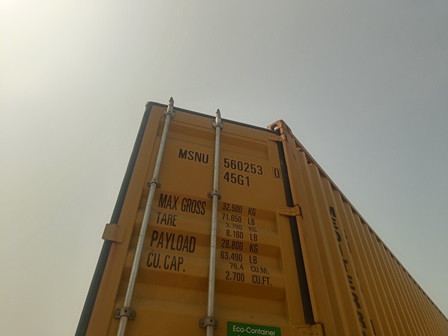 MSNU 560253 0
45G1
MAX GROSS 32.500 KG
71.650 LB
TARE 3.700 KG
8.160 LB
PAYLOAD 28.800 KG
63.490 LB
CU.CAP. 76.4 CU.M.
2.700 CU.FT.
Eco-Container